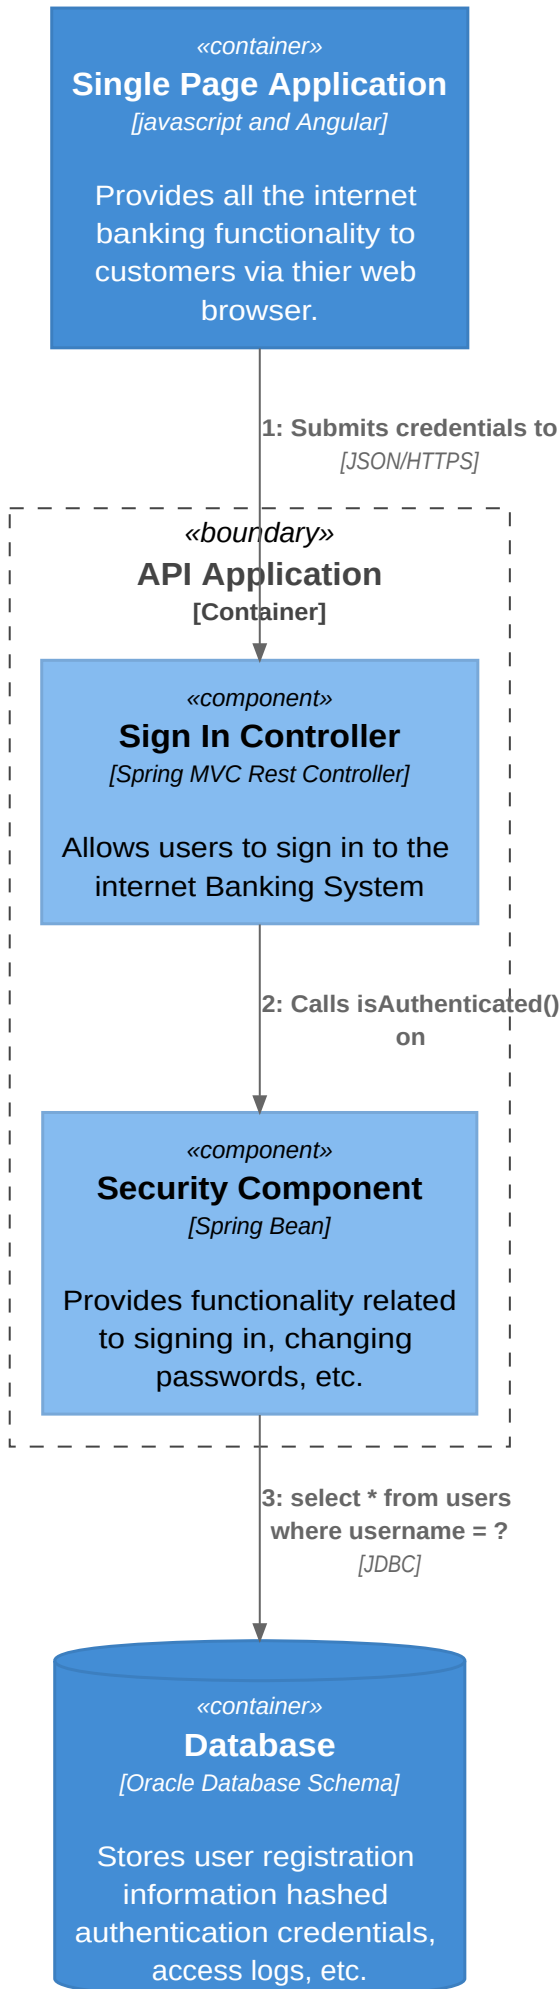 «container»
Single Page Application
[javascript and Angular]
Provides all the internet
banking functionality to
customers via thier web
browser.
1: Submits credentials to
[JSON/HTTPS]
«boundary»
API Application
[Container]
«component»
Sign In Controller
[Spring MVC Rest Controller]
Allows users to sign in to the
internet Banking System
2: Calls isAuthenticated()
on
«component»
Security Component
[Spring Bean]
Provides functionality related
to signing in, changing
passwords, etc.
3: select * from users
where username = ?
[JDBC]
«container»
Database
[Oracle Database Schema]
Stores user registration
information hashed
authentication credentials,
access logs, etc.